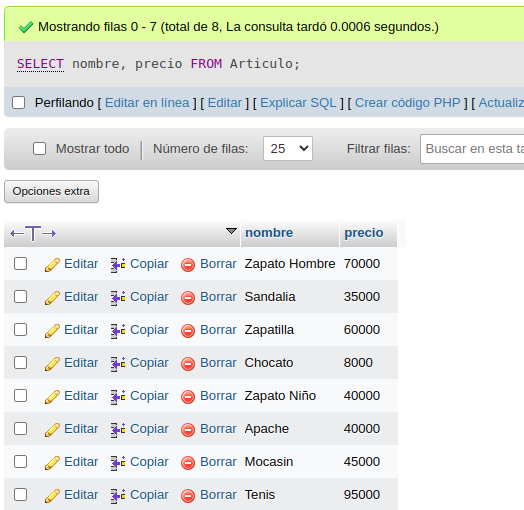 Mostrando filas 0 - 7 (total de 8, La consulta tardó 0.0006 segundos.)
SELECT nombre, precio FROM Articulo;
Perfilando [ Editar en línea ] [ Editar ] [ Explicar SQL ] [ Crear código PHP ] [ Actualiz
Mostrar todo | Número de filas: 25 Filtrar filas: Buscar en esta ta
Opciones extra
←T→ nombre precio
Editar Copiar Borrar Zapato Hombre 70000
Editar Copiar Borrar Sandalia 35000
Editar Copiar Borrar Zapatilla 60000
Editar Copiar Borrar Chocato 8000
Editar Copiar Borrar Zapato Niño 40000
Editar Copiar Borrar Apache 40000
Editar Copiar Borrar Mocasin 45000
Editar Copiar Borrar Tenis 95000